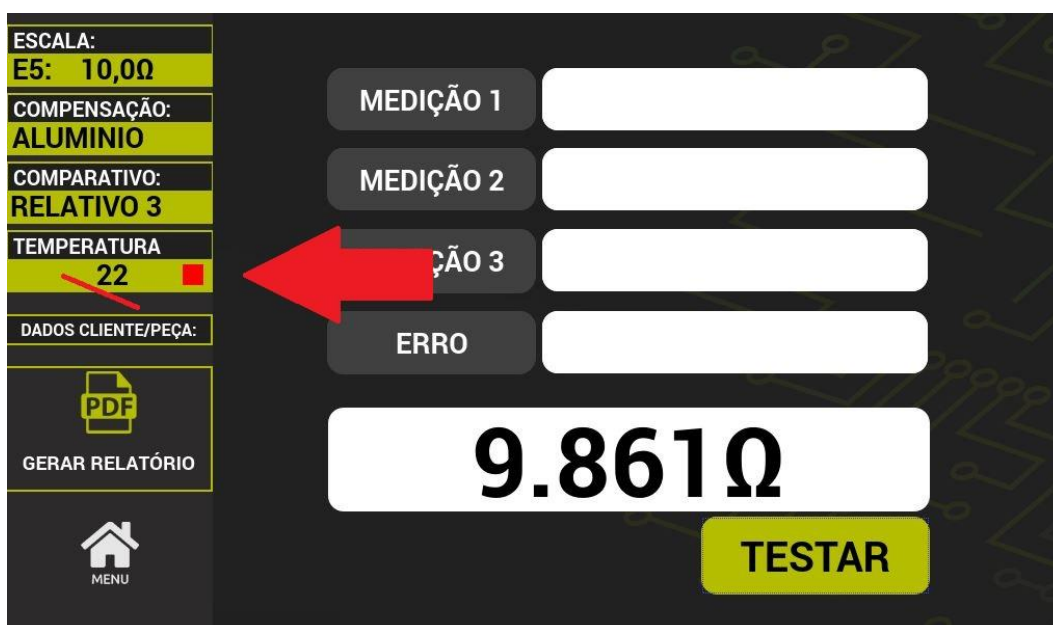 ESCALA:
E5: 10,0Ω
COMPENSAÇÃO:
ALUMINIO
COMPARATIVO:
RELATIVO 3
TEMPERATURA
22
DADOS CLIENTE/PEÇA:
PDF
GERAR RELATÓRIO
MENU
MEDIÇÃO 1
MEDIÇÃO 2
ÇÃO 3
ERRO
9.861Ω
TESTAR